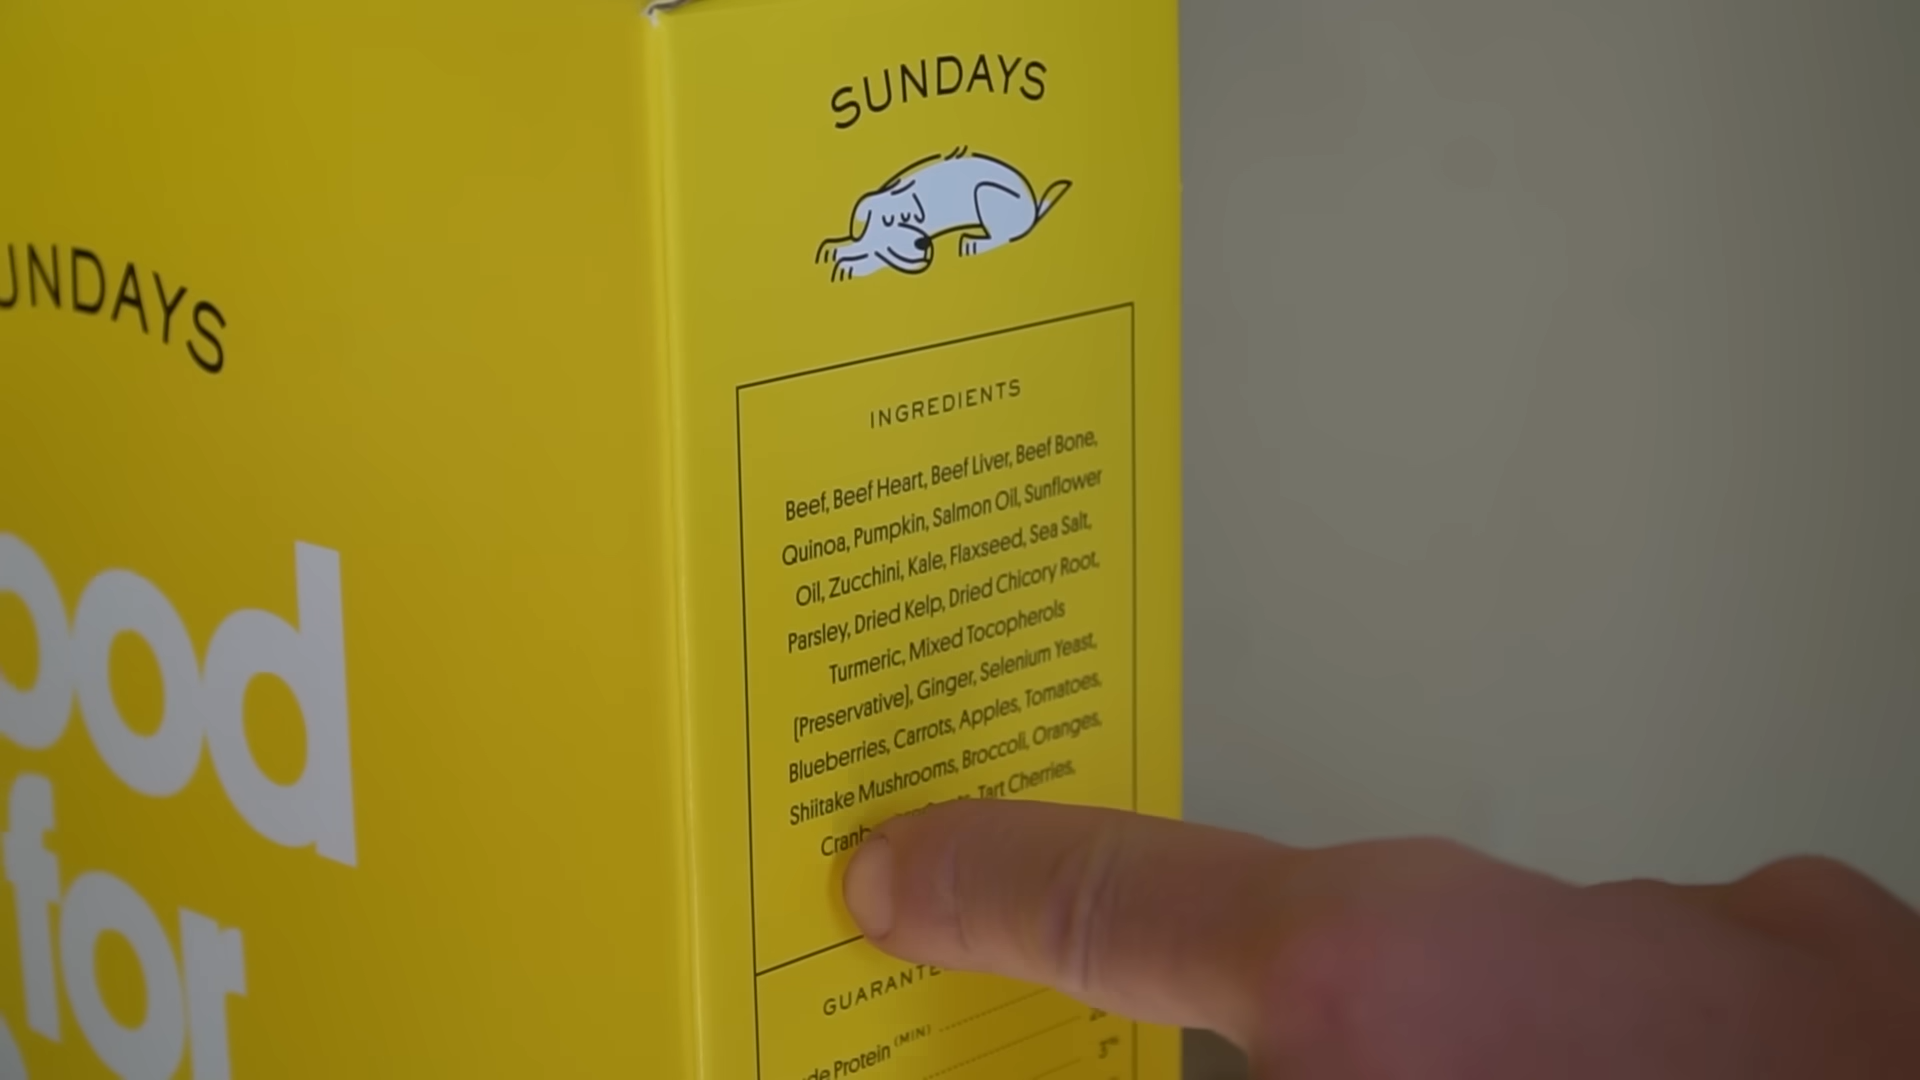 SUNDAYS
INGREDIENTS
Beef, Beef Heart, Beef Liver, Beef Bone,
Quinoa, Pumpkin, Salmon Oil, Sunflower
Oil, Zucchini, Kale, Flaxseed, Sea Salt,
Parsley, Dried Kelp, Dried Chicory Root,
Turmeric, Mixed Tocopherols
(Preservative), Ginger, Selenium Yeast,
Blueberries, Carrots, Apples, Tomatoes,
Shiitake Mushrooms, Broccoli, Oranges,
Tart Cherries,
Protein (MIN)
UNDAYS
ood
for